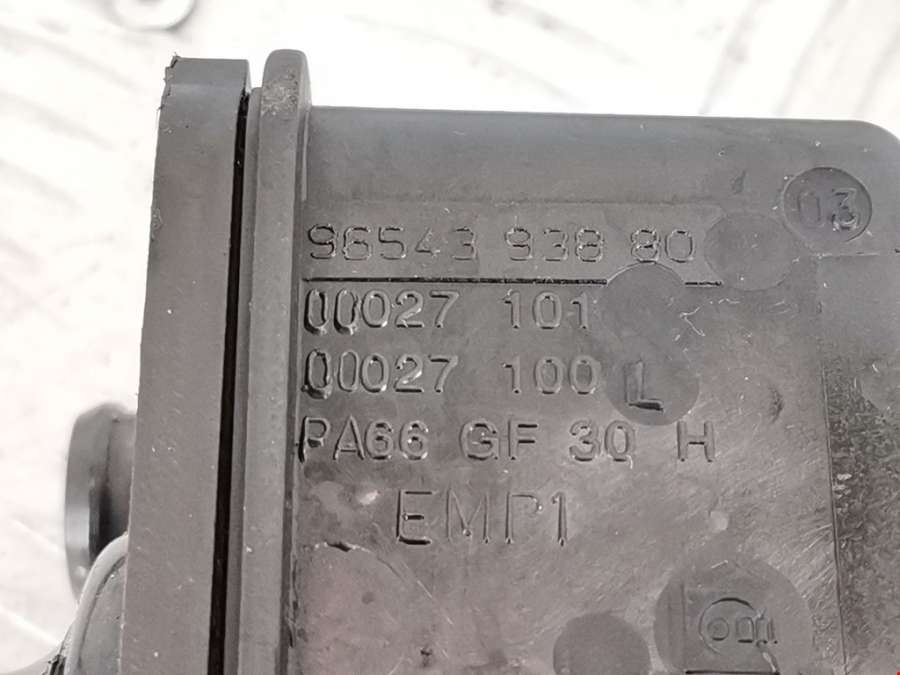 03
96543 938 80
00027 101
00027 100 L
PA66 GF 30 H
EMP1